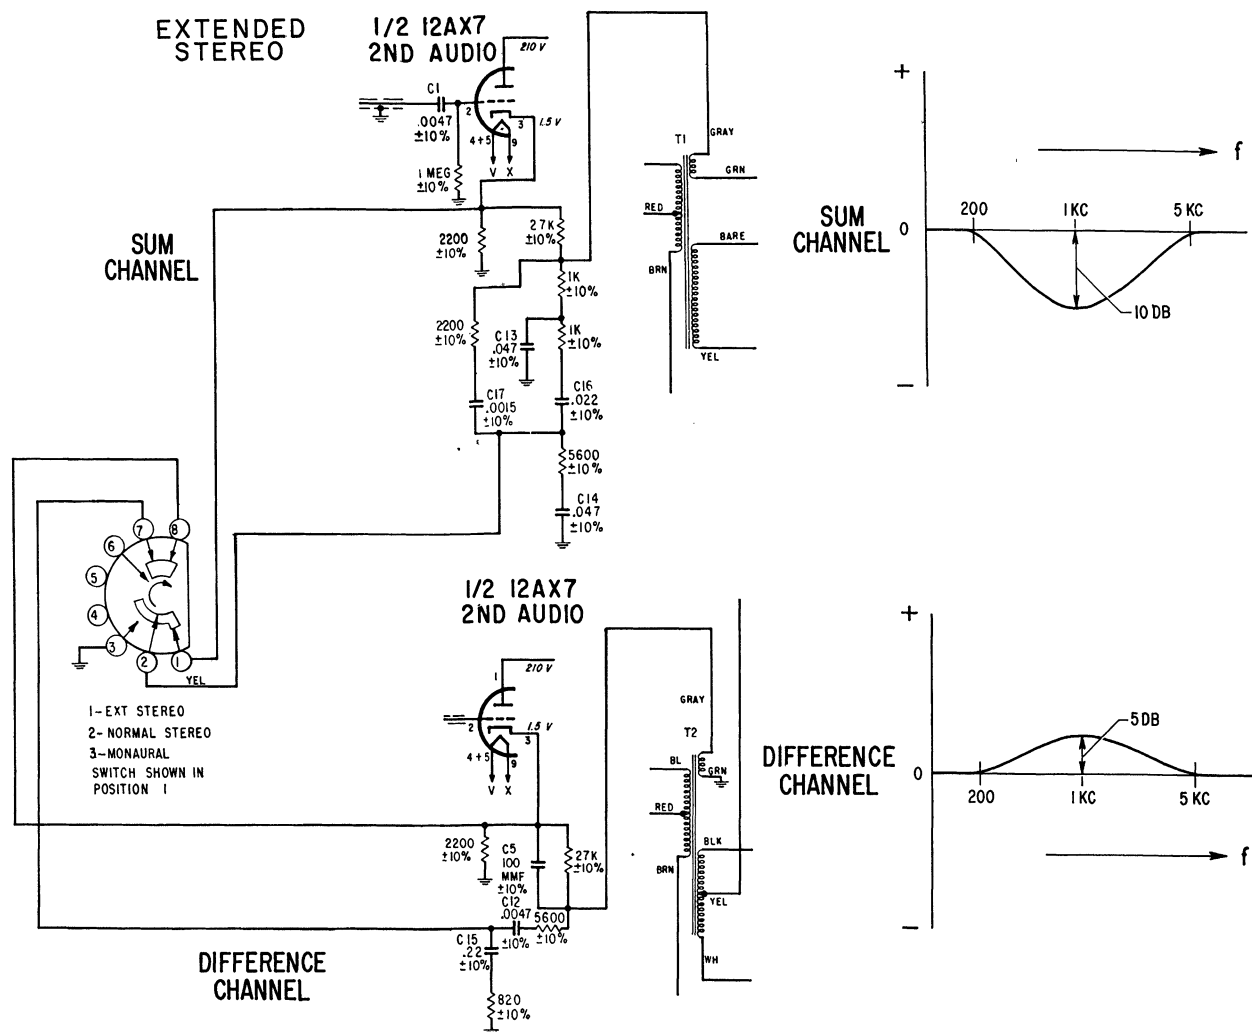 EXTENDED
STEREO
1/2 12AX7
2ND AUDIO
210 V
C1
.0047
±10%
2
3
1.5 V
4+5
9
V X
1 MEG
±10%
2200
±10%
27K
±10%
1K
±10%
2200
±10%
C13
.047
±10%
1K
±10%
C17
.0015
±10%
C16
.022
±10%
5600
±10%
C14
.047
±10%
SUM
CHANNEL
T1
GRAY
GRN
RED
BARE
BRN
YEL
+
f
SUM
CHANNEL
0
200
1KC
5 KC
10 DB
–
7
8
6
5
4
3
2
1
YEL
1-EXT STEREO
2- NORMAL STEREO
3-MONAURAL
SWITCH SHOWN IN
POSITION 1
1/2 12AX7
2ND AUDIO
1
210 V
2
1.5V
3
4+5
9
V X
2200
±10%
C5
100
MMF
±10%
27K
±10%
C12
.0047
±10%
5600
±10%
C15
.22
±10%
820
±10%
DIFFERENCE
CHANNEL
GRAY
T2
BL
GRN
RED
BLK
BRN
YEL
WH
+
DIFFERENCE
CHANNEL
0
5 DB
200
1KC
5 KC
f
–